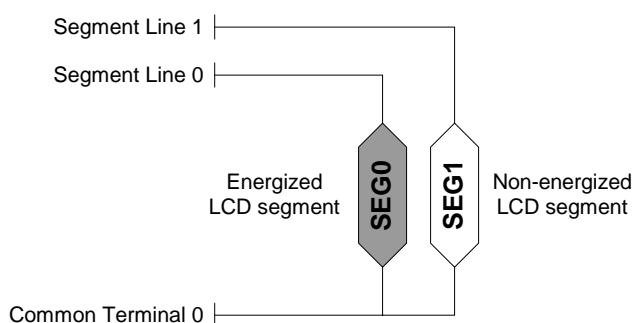 Segment Line 1
Segment Line 0
Energized
LCD segment
SEG0
SEG1
Non-energized
LCD segment
Common Terminal 0